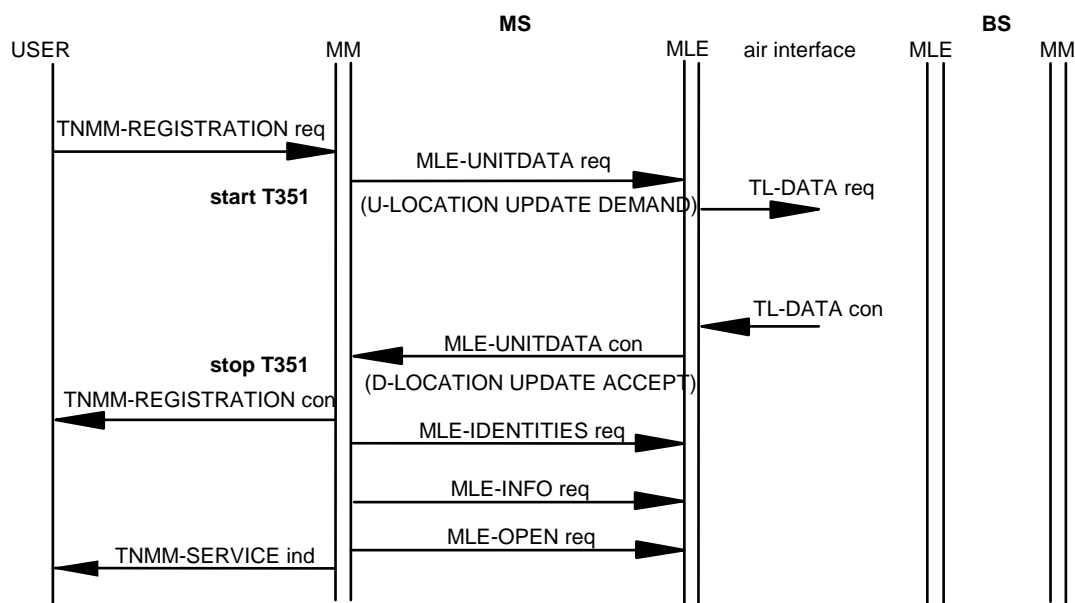 MS
BS
USER
MM
MLE
air interface
MLE
MM
TNMM-REGISTRATION req
MLE-UNITDATA req
start T351
(U-LOCATION UPDATE DEMAND)
TL-DATA req
TL-DATA con
MLE-UNITDATA con
stop T351
(D-LOCATION UPDATE ACCEPT)
TNMM-REGISTRATION con
MLE-IDENTITIES req
MLE-INFO req
MLE-OPEN req
TNMM-SERVICE ind